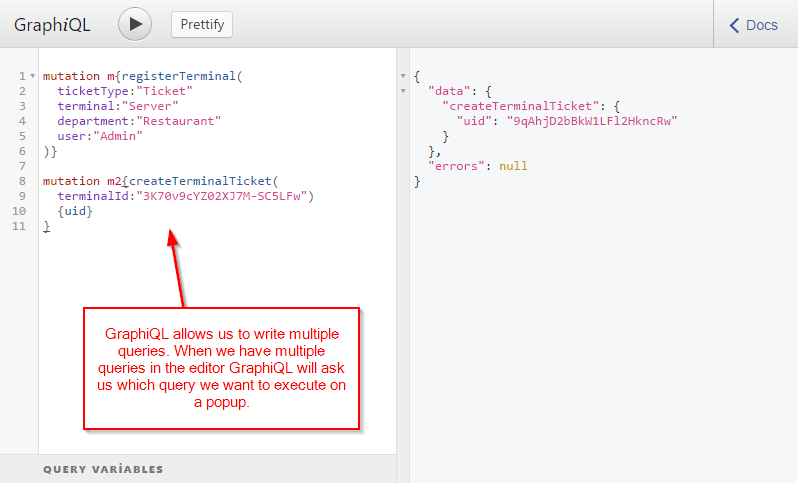 GraphiQL
Prettify
Docs
1 mutation m{registerTerminal(
2 ticketType:"Ticket"
3 terminal:"Server"
4 department:"Restaurant"
5 user:"Admin"
6 )}
7
8 mutation m2{createTerminalTicket(
9 terminalId:"3K70v9cYZ02XJ7M-SC5LFw")
10 {uid}
11 }
GraphiQL allows us to write multiple
queries. When we have multiple
queries in the editor GraphiQL will ask
us which query we want to execute on
a popup.
QUERY VARİABLES
{
"data": {
"createTerminalTicket": {
"uid": "9qAhjD2bBkW1LFl2HkncRw"
}
},
"errors": null
}